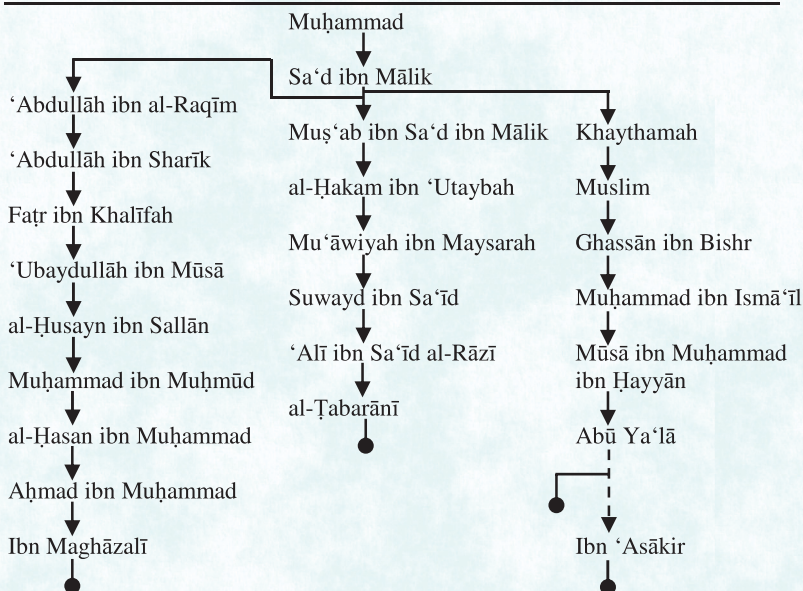 Muḥammad
Sa‘d ibn Mālik
‘Abdullāh ibn al-Raqīm
‘Abdullāh ibn Sharīk
Faṭr ibn Khalīfah
‘Ubaydullāh ibn Mūsā
al-Ḥusayn ibn Sallān
Muḥammad ibn Muḥmūd
al-Ḥasan ibn Muḥammad
Aḥmad ibn Muḥammad
Ibn Maghāzalī
Muṣ‘ab ibn Sa‘d ibn Mālik
al-Ḥakam ibn ‘Utaybah
Mu‘āwiyah ibn Maysarah
Suwayd ibn Sa‘īd
‘Alī ibn Sa‘īd al-Rāzī
al-Ṭabarānī
Khaythamah
Muslim
Ghassān ibn Bishr
Muḥammad ibn Ismā‘īl
Mūsā ibn Muḥammad
ibn Ḥayyān
Abū Ya‘lā
Ibn ‘Asākir